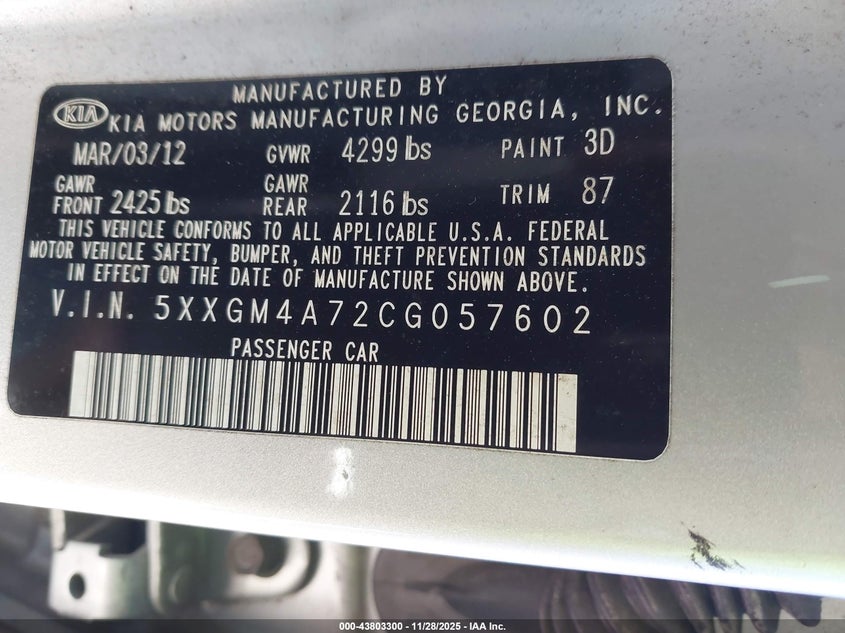 MANUFACTURED BY
KIA KIA MOTORS MANUFACTURING GEORGIA, INC.
MAR/03/12 GVWR 4299 lbs PAINT 3D
GAWR FRONT 2425 lbs GAWR REAR 2116 lbs TRIM 87
THIS VEHICLE CONFORMS TO ALL APPLICABLE U.S.A. FEDERAL
MOTOR VEHICLE SAFETY, BUMPER, AND THEFT PREVENTION STANDARDS
IN EFFECT ON THE DATE OF MANUFACTURE SHOWN ABOVE.
V.I.N. 5XXGM4A72CG057602
PASSENGER CAR
000-43803300 — 11/28/2025 — IAA Inc.